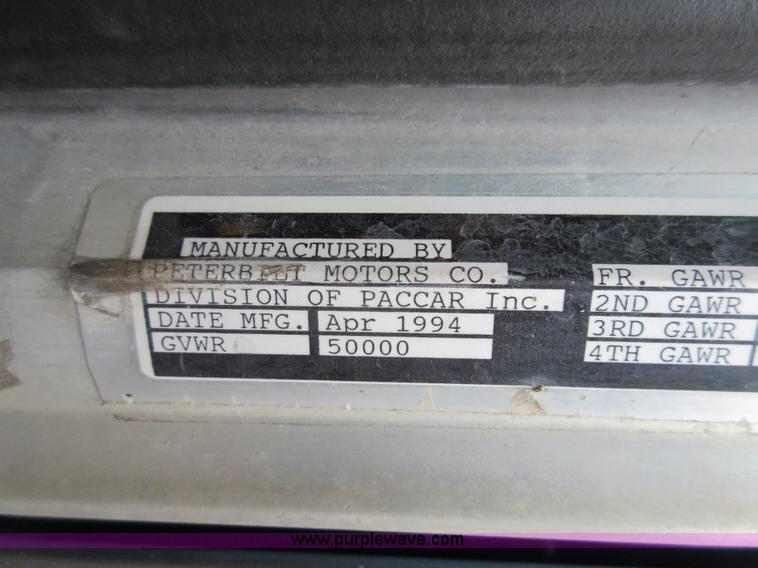 MANUFACTURED BY
PETERBILT MOTORS CO.
DIVISION OF PACCAR Inc.
DATE MFG. Apr 1994
GVWR 50000
FR. GAWR
2ND GAWR
3RD GAWR
4TH GAWR
www.purplewave.com